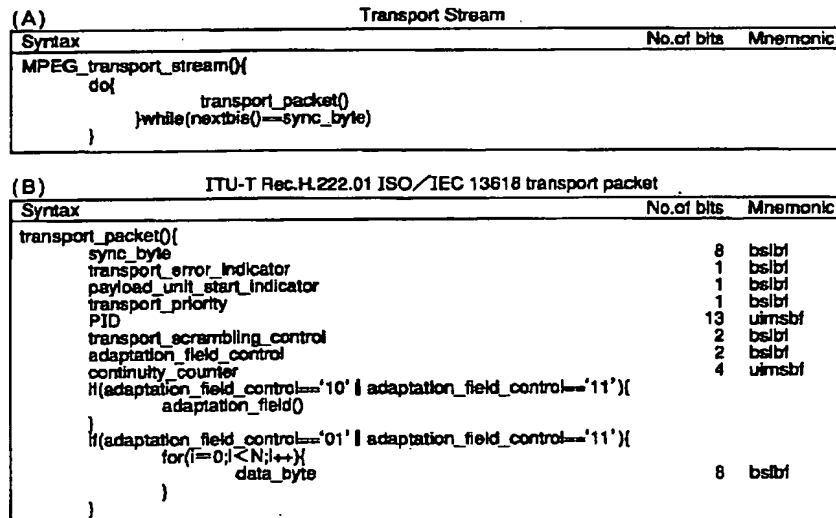 (A) Transport Stream
Syntax No.of bits Mnemonic
MPEG_transport_stream(){
do{
transport_packet()
}while(nextbis()==sync_byte)
}
(B) ITU-T Rec.H.222.01 ISO/IEC 13618 transport packet
Syntax No.of bits Mnemonic
transport_packet(){
sync_byte 8 bslbf
transport_error_indicator 1 bslbf
payload_unit_start_indicator 1 bslbf
transport_priority 1 bslbf
PID 13 uimsbf
transport_scrambling_control 2 bslbf
adaptation_field_control 2 bslbf
continuity_counter 4 uimsbf
if(adaptation_field_control=='10' | adaptation_field_control=='11'){
adaptation_field()
}
if(adaptation_field_control=='01' | adaptation_field_control=='11'){
for(i=0;i<N;i++){
data_byte 8 bslbf
}
}